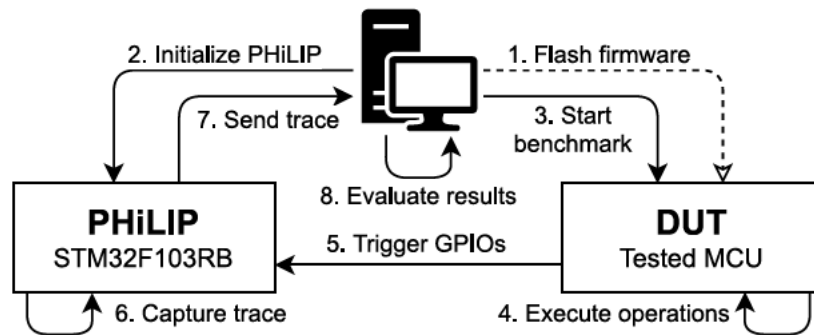 2. Initialize PHiLIP
1. Flash firmware
7. Send trace
3. Start
benchmark
8. Evaluate results
PHiLIP
STM32F103RB
5. Trigger GPIOs
DUT
Tested MCU
6. Capture trace
4. Execute operations